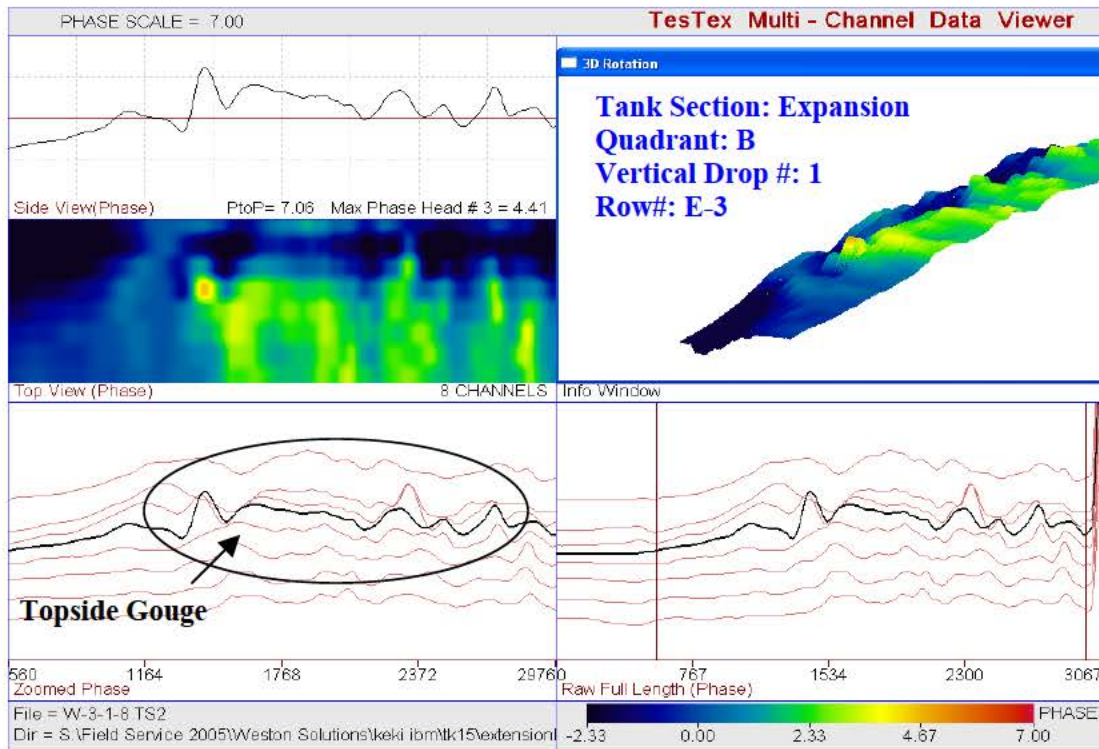 PHASE SCALE = 7.00
TesTex Multi - Channel Data Viewer
3D Rotation
Tank Section: Expansion
Quadrant: B
Vertical Drop #: 1
Row#: E-3
Side View(Phase) PtoP= 7.06 Max Phase Head # 3 = 4.41
Top View (Phase) 8 CHANNELS
Info Window
Topside Gouge
560 1164 1768 2372 2976
Zoomed Phase
0 767 1534 2300 3067
Raw Full Length (Phase)
File = W-3-1-8.TS2
Dir = S:\Field Service 2005\Weston Solutions\keki ibm\tk15\extension\
PHASE
-2.33 0.00 2.33 4.67 7.00